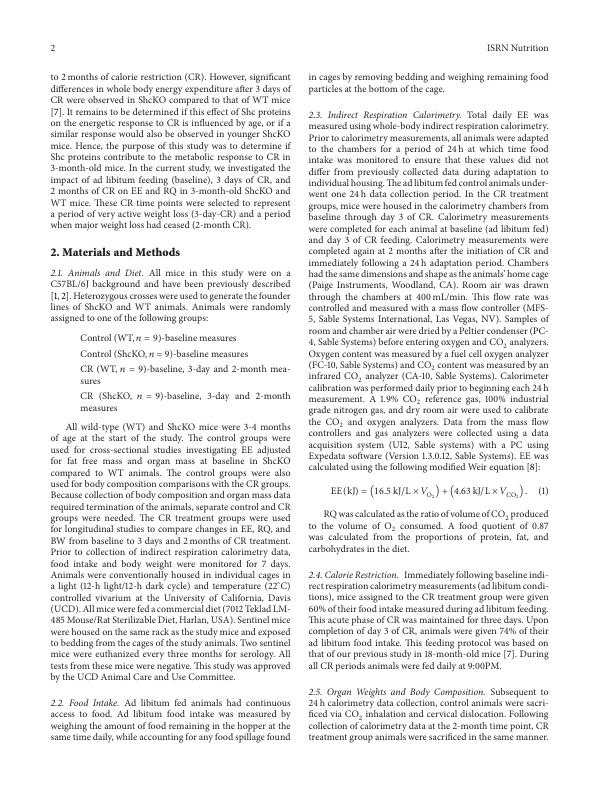 2
ISRN Nutrition
to 2 months of calorie restriction (CR). However, significant
differences in whole body energy expenditure after 3 days of
CR were observed in ShcKO compared to that of WT mice
[7]. It remains to be determined if this effect of Shc proteins
on the energetic response to CR is influenced by age, or if a
similar response would also be observed in younger ShcKO
mice. Hence, the purpose of this study was to determine if
Shc proteins contribute to the metabolic response to CR in
3-month-old mice. In the current study, we investigated the
impact of ad libitum feeding (baseline), 3 days of CR, and
2 months of CR on EE and RQ in 3-month-old ShcKO and
WT mice. These CR time points were selected to represent
a period of very active weight loss (3-day-CR) and a period
when major weight loss had ceased (2-month CR).
2. Materials and Methods
2.1. Animals and Diet. All mice in this study were on a
C57BL/6J background and have been previously described
[1, 2]. Heterozygous crosses were used to generate the founder
lines of ShcKO and WT animals. Animals were randomly
assigned to one of the following groups:
Control (WT, n = 9)-baseline measures
Control (ShcKO, n = 9)-baseline measures
CR (WT, n = 9)-baseline, 3-day and 2-month mea-
sures
CR (ShcKO, n = 9)-baseline, 3-day and 2-month
measures
All wild-type (WT) and ShcKO mice were 3-4 months
of age at the start of the study. The control groups were
used for cross-sectional studies investigating EE adjusted
for fat free mass and organ mass at baseline in ShcKO
compared to WT animals. The control groups were also
used for body composition comparisons with the CR groups.
Because collection of body composition and organ mass data
required termination of the animals, separate control and CR
groups were needed. The CR treatment groups were used
for longitudinal studies to compare changes in EE, RQ, and
BW from baseline to 3 days and 2 months of CR treatment.
Prior to collection of indirect respiration calorimetry data,
food intake and body weight were monitored for 7 days.
Animals were conventionally housed in individual cages in
a light (12-h light/12-h dark cycle) and temperature (22°C)
controlled vivarium at the University of California, Davis
(UCD). All mice were fed a commercial diet (7012 Teklad LM-
485 Mouse/Rat Sterilizable Diet, Harlan, USA). Sentinel mice
were housed on the same rack as the study mice and exposed
to bedding from the cages of the study animals. Two sentinel
mice were euthanized every three months for serology. All
tests from these mice were negative. This study was approved
by the UCD Animal Care and Use Committee.
2.2. Food Intake. Ad libitum fed animals had continuous
access to food. Ad libitum food intake was measured by
weighing the amount of food remaining in the hopper at the
same time daily, while accounting for any food spillage found
in cages by removing bedding and weighing remaining food
particles at the bottom of the cage.
2.3. Indirect Respiration Calorimetry. Total daily EE was
measured using whole-body indirect respiration calorimetry.
Prior to calorimetry measurements, all animals were adapted
to the chambers for a period of 24 h at which time food
intake was monitored to ensure that these values did not
differ from previously collected data during adaptation to
individual housing. The ad libitum fed control animals under-
went one 24 h data collection period. In the CR treatment
groups, mice were housed in the calorimetry chambers from
baseline through day 3 of CR. Calorimetry measurements
were completed for each animal at baseline (ad libitum fed)
and day 3 of CR feeding. Calorimetry measurements were
completed again at 2 months after the initiation of CR and
immediately following a 24 h adaptation period. Chambers
had the same dimensions and shape as the animals' home cage
(Paige Instruments, Woodland, CA). Room air was drawn
through the chambers at 400 mL/min. This flow rate was
controlled and measured with a mass flow controller (MFS-
5, Sable Systems International, Las Vegas, NV). Samples of
room and chamber air were dried by a Peltier condenser (PC-
4, Sable Systems) before entering oxygen and CO₂ analyzers.
Oxygen content was measured by a fuel cell oxygen analyzer
(FC-10, Sable Systems) and CO₂ content was measured by an
infrared CO₂ analyzer (CA-10, Sable Systems). Calorimeter
calibration was performed daily prior to beginning each 24 h
measurement. A 1.9% CO₂ reference gas, 100% industrial
grade nitrogen gas, and dry room air were used to calibrate
the CO₂ and oxygen analyzers. Data from the mass flow
controllers and gas analyzers were collected using a data
acquisition system (UI2, Sable systems) with a PC using
Expedata software (Version 1.3.0.12, Sable Systems). EE was
calculated using the following modified Weir equation [8]:
EE (kJ) = (16.5 kJ/L × V_O₂) + (4.63 kJ/L × V_CO₂). (1)
RQ was calculated as the ratio of volume of CO₂ produced
to the volume of O₂ consumed. A food quotient of 0.87
was calculated from the proportions of protein, fat, and
carbohydrates in the diet.
2.4. Calorie Restriction. Immediately following baseline indi-
rect respiration calorimetry measurements (ad libitum condi-
tions), mice assigned to the CR treatment group were given
60% of their food intake measured during ad libitum feeding.
This acute phase of CR was maintained for three days. Upon
completion of day 3 of CR, animals were given 74% of their
ad libitum food intake. This feeding protocol was based on
that of our previous study in 18-month-old mice [7]. During
all CR periods animals were fed daily at 9:00PM.
2.5. Organ Weights and Body Composition. Subsequent to
24 h calorimetry data collection, control animals were sacri-
ficed via CO₂ inhalation and cervical dislocation. Following
collection of calorimetry data at the 2-month time point, CR
treatment group animals were sacrificed in the same manner.